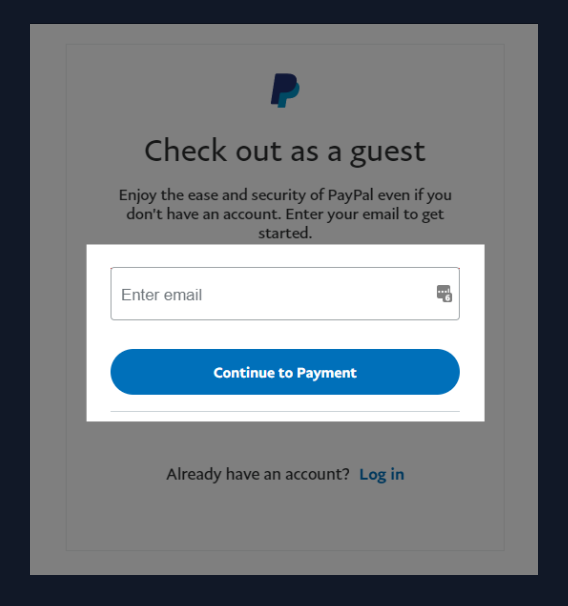 Check out as a guest
Enjoy the ease and security of PayPal even if you
don't have an account. Enter your email to get
started.
Enter email
Continue to Payment
Already have an account? Log in